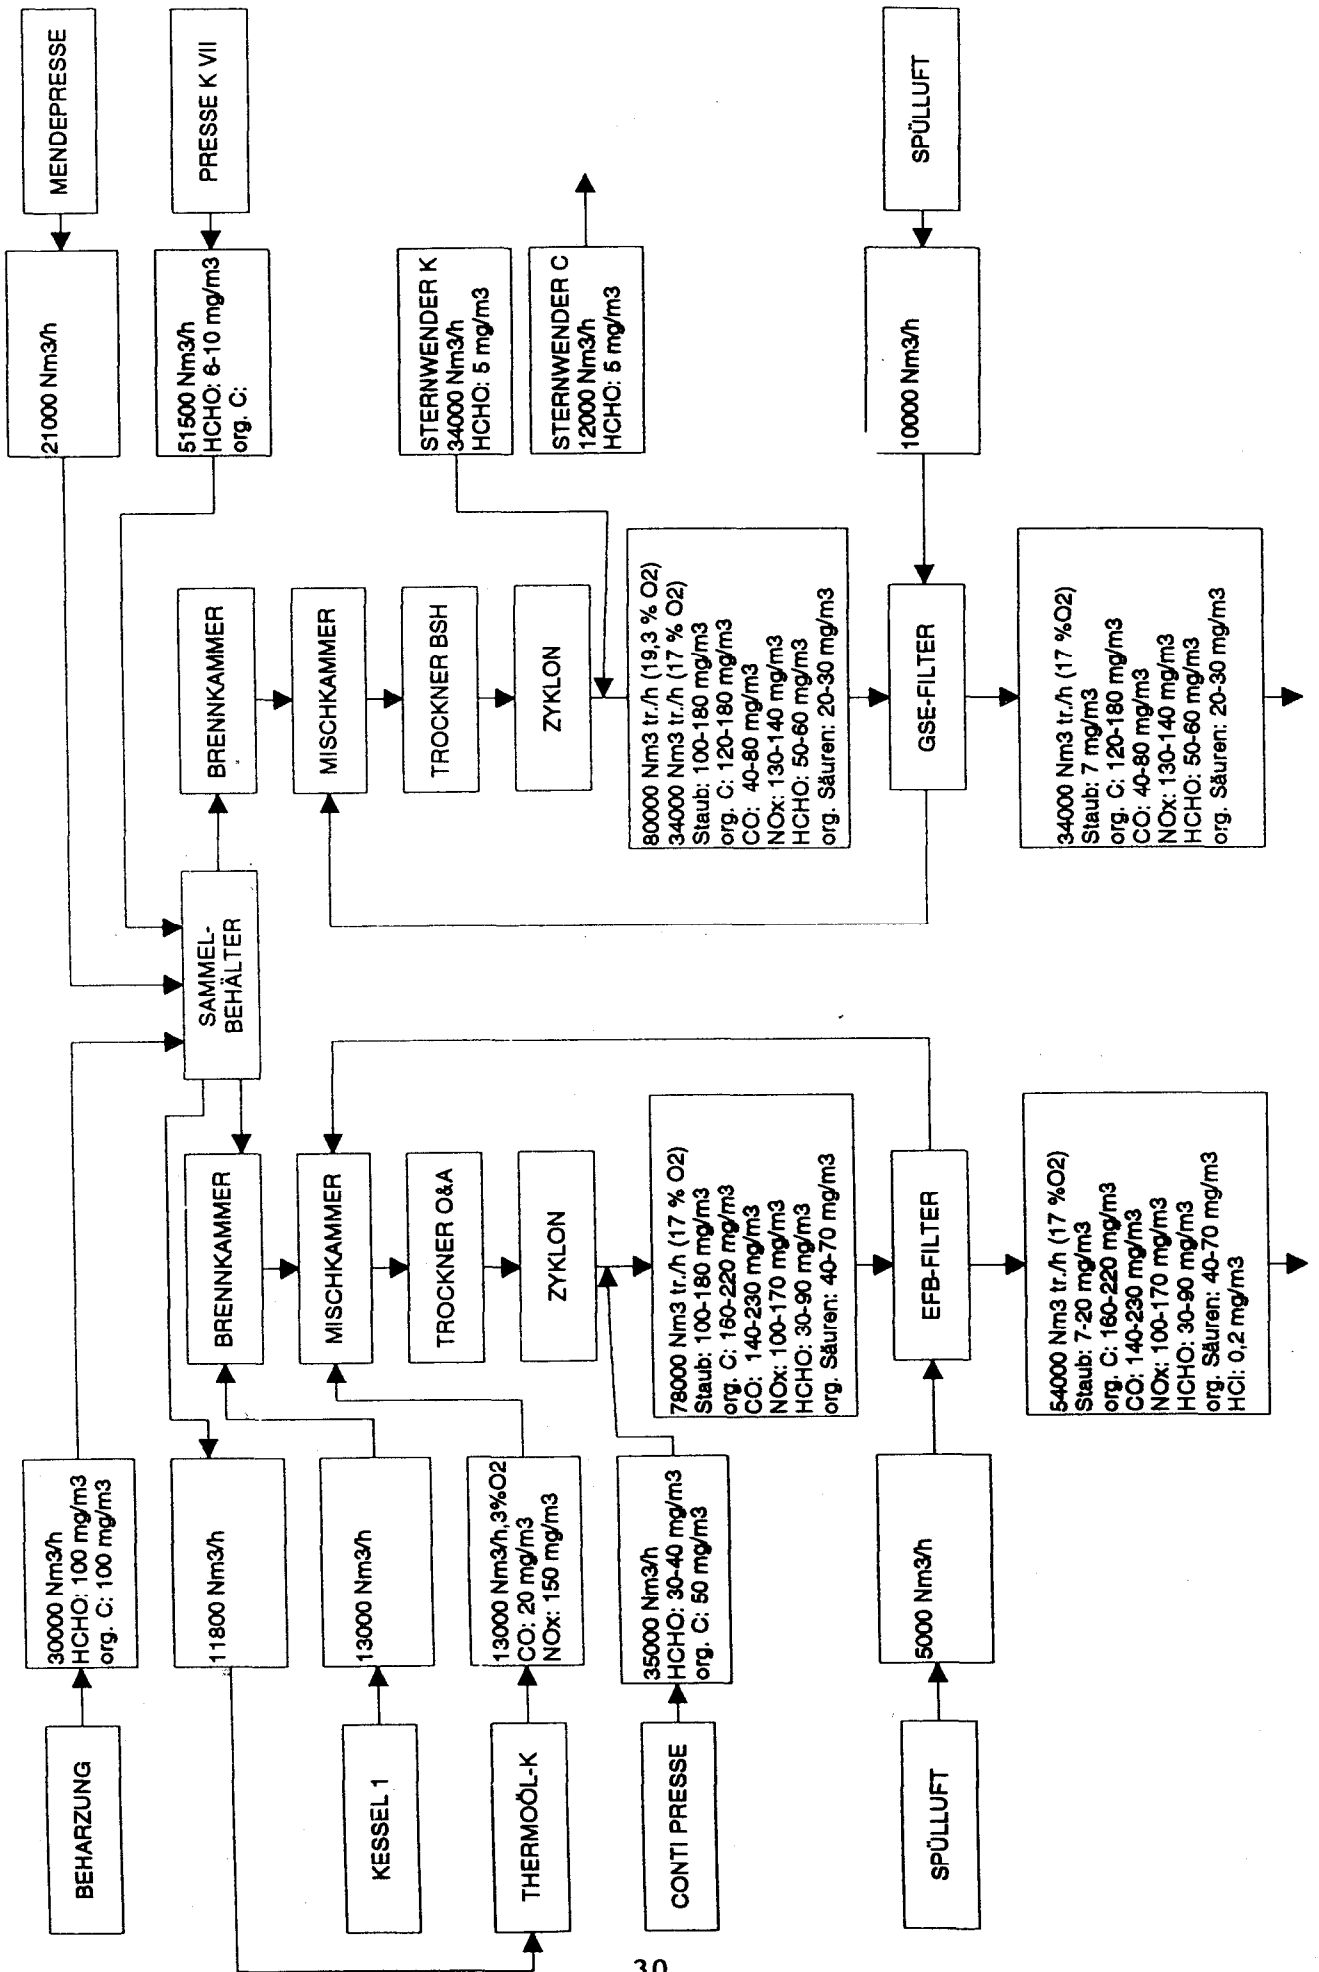 BEHARZUNG
30000 Nm3/h
HCHO: 100 mg/m3
org. C: 100 mg/m3
11800 Nm3/h
KESSEL 1
13000 Nm3/h
THERMOÖL-K
13000 Nm3/h,3%O2
CO: 20 mg/m3
NOx: 150 mg/m3
CONTI PRESSE
35000 Nm3/h
HCHO: 30-40 mg/m3
org. C: 50 mg/m3
SPÜLLUFT
5000 Nm3/h
BRENNKAMMER
MISCHKAMMER
TROCKNER O&A
ZYKLON
78000 Nm3 tr./h (17 % O2)
Staub: 100-180 mg/m3
org. C: 160-220 mg/m3
CO: 140-230 mg/m3
NOx: 100-170 mg/m3
HCHO: 30-90 mg/m3
org. Säuren: 40-70 mg/m3
EFB-FILTER
54000 Nm3 tr./h (17 %O2)
Staub: 7-20 mg/m3
org. C: 160-220 mg/m3
CO: 140-230 mg/m3
NOx: 100-170 mg/m3
HCHO: 30-90 mg/m3
org. Säuren: 40-70 mg/m3
HCl: 0,2 mg/m3
SAMMEL-
BEHÄLTER
BRENNKAMMER
MISCHKAMMER
TROCKNER BSH
ZYKLON
80000 Nm3 tr./h (19,3 % O2)
34000 Nm3 tr./h (17 % O2)
Staub: 100-180 mg/m3
org. C: 120-180 mg/m3
CO: 40-80 mg/m3
NOx: 130-140 mg/m3
HCHO: 50-60 mg/m3
org. Säuren: 20-30 mg/m3
GSE-FILTER
34000 Nm3 tr./h (17 %O2)
Staub: 7 mg/m3
org. C: 120-180 mg/m3
CO: 40-80 mg/m3
NOx: 130-140 mg/m3
HCHO: 50-60 mg/m3
org. Säuren: 20-30 mg/m3
MENDEPRESSE
21000 Nm3/h
PRESSE K VII
51500 Nm3/h
HCHO: 6-10 mg/m3
org. C:
STERNWENDER K
34000 Nm3/h
HCHO: 5 mg/m3
STERNWENDER C
12000 Nm3/h
HCHO: 5 mg/m3
SPÜLLUFT
10000 Nm3/h
30